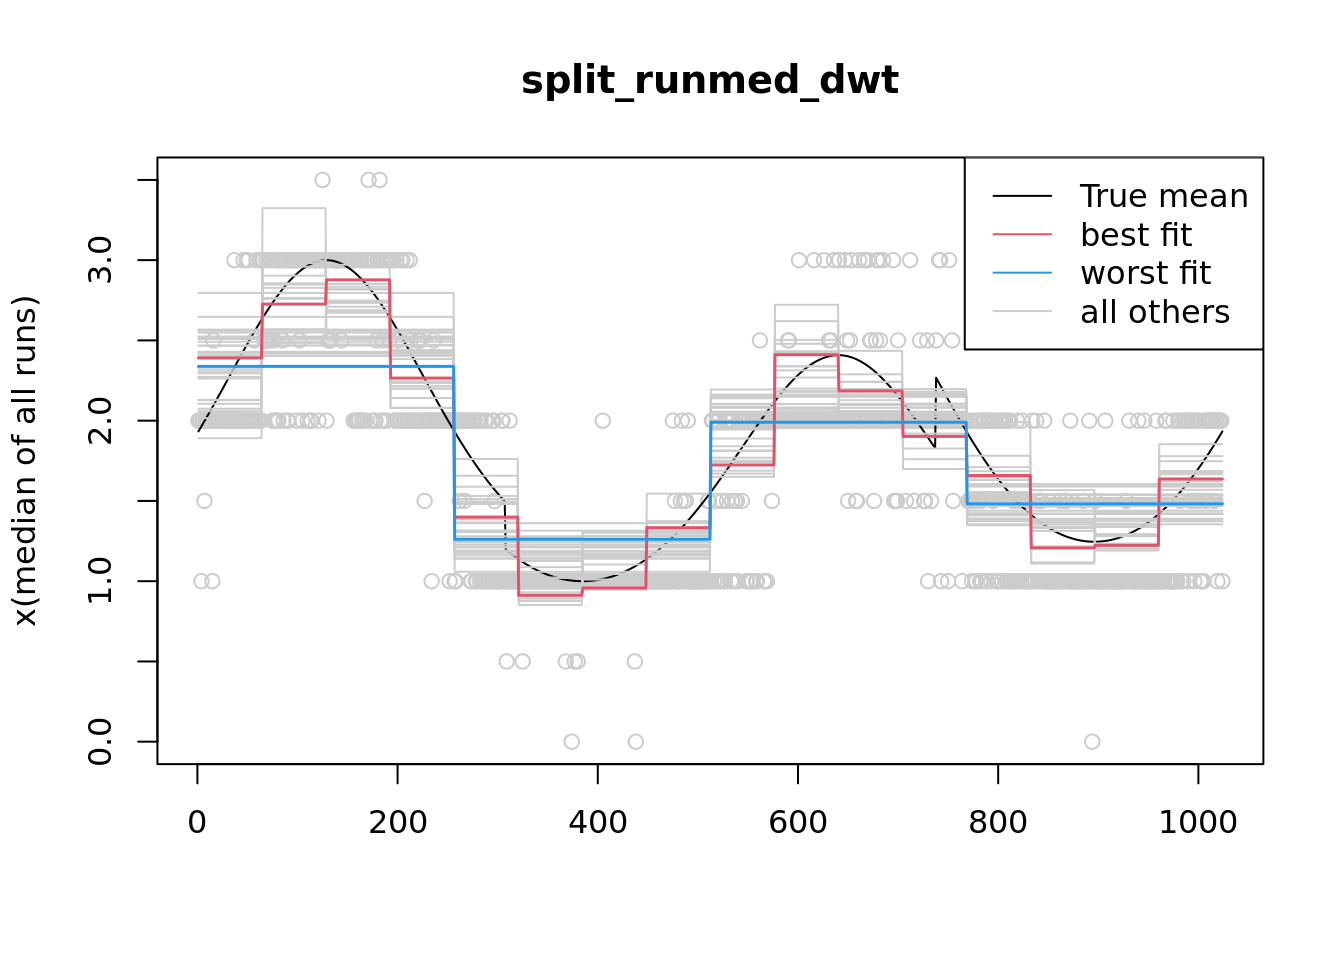 split_runmed_dwt
True mean
best fit
worst fit
all others
x(median of all runs)
3.0
2.0
1.0
0.0
0 200 400 600 800 1000